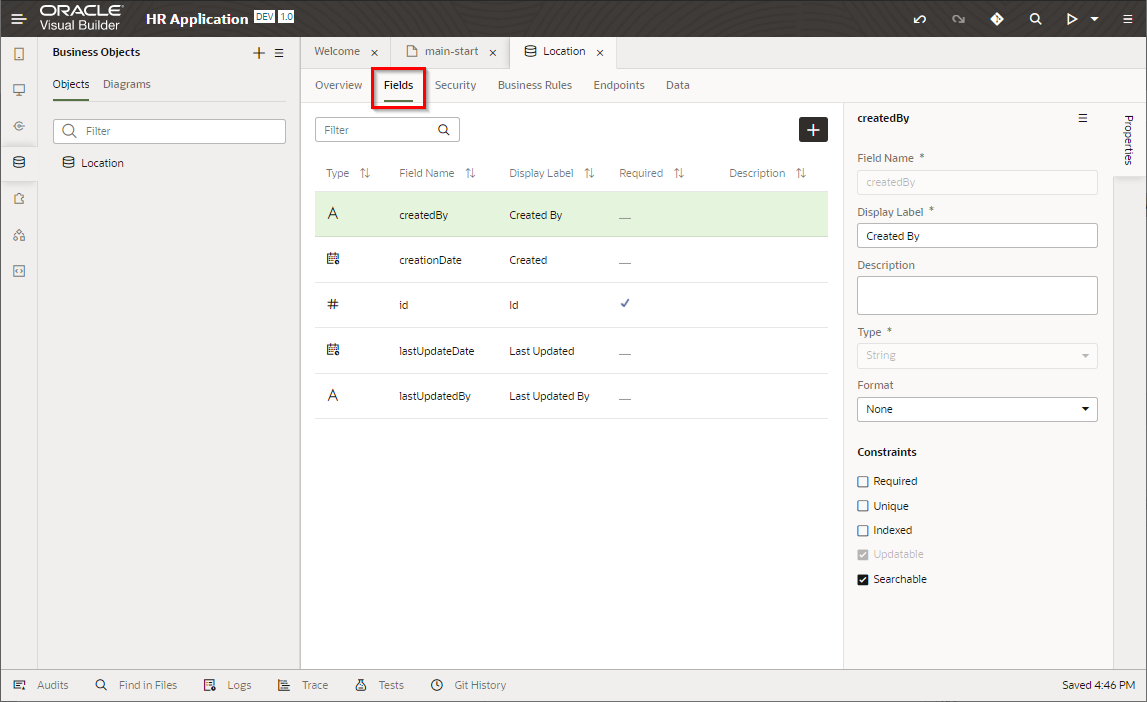 ORACLE
Visual Builder
HR Application DEV 1.0
Business Objects
Objects Diagrams
Filter
Location
Welcome
main-start
Location
Overview Fields Security Business Rules Endpoints Data
Filter
Type Field Name Display Label Required Description
A createdBy Created By
creationDate Created
# id Id
lastUpdateDate Last Updated
A lastUpdatedBy Last Updated By
createdBy
Properties
Field Name *
createdBy
Display Label *
Created By
Description
Type *
String
Format
None
Constraints
Required
Unique
Indexed
Updatable
Searchable
Audits Find in Files Logs Trace Tests Git History Saved 4:46 PM